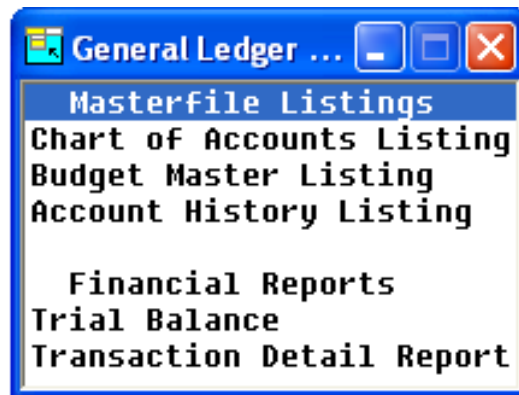 General Ledger ...
Masterfile Listings
Chart of Accounts Listing
Budget Master Listing
Account History Listing
Financial Reports
Trial Balance
Transaction Detail Report